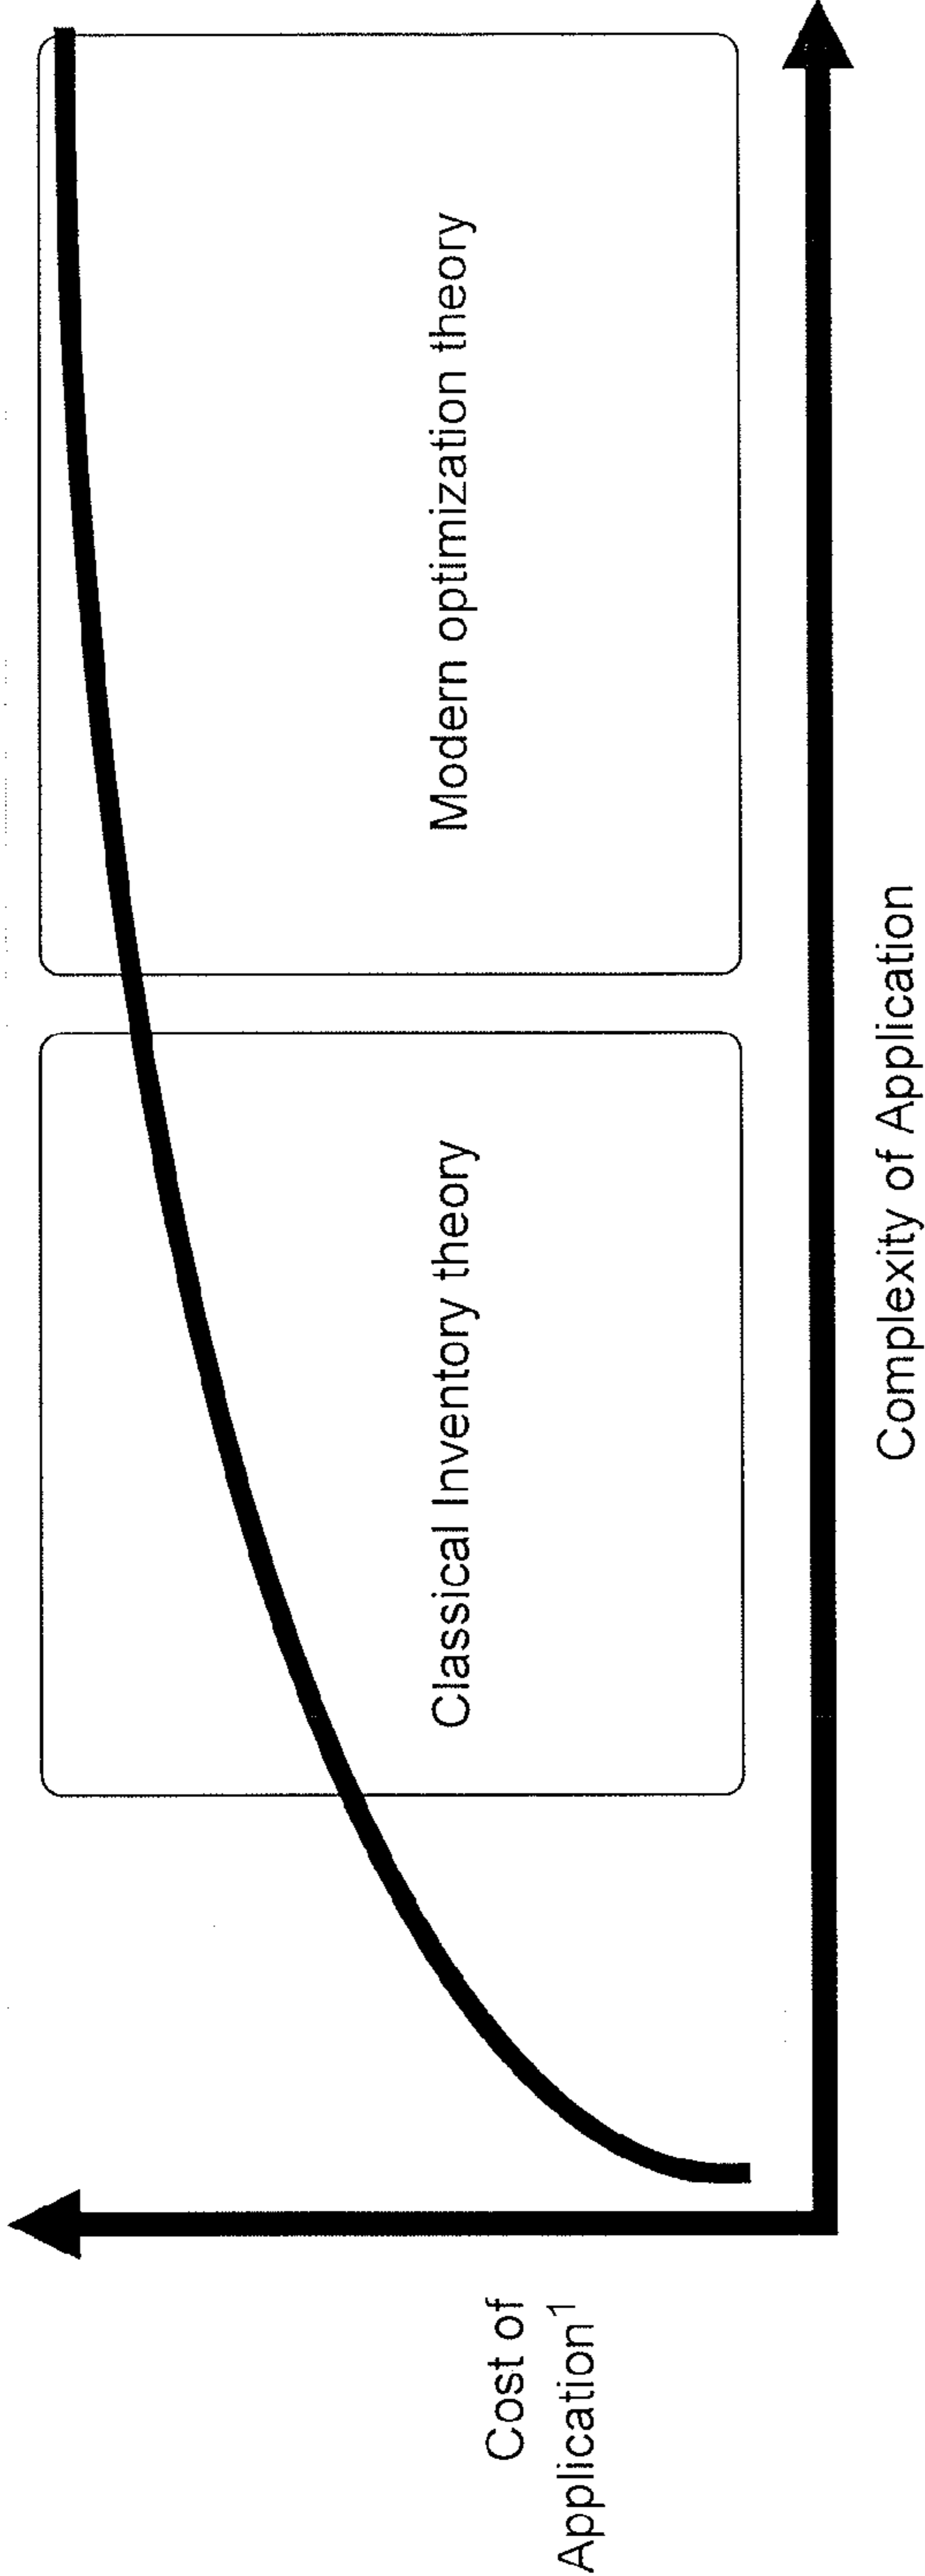 Cost of
Application¹
Classical Inventory theory
Modern optimization theory
Complexity of Application